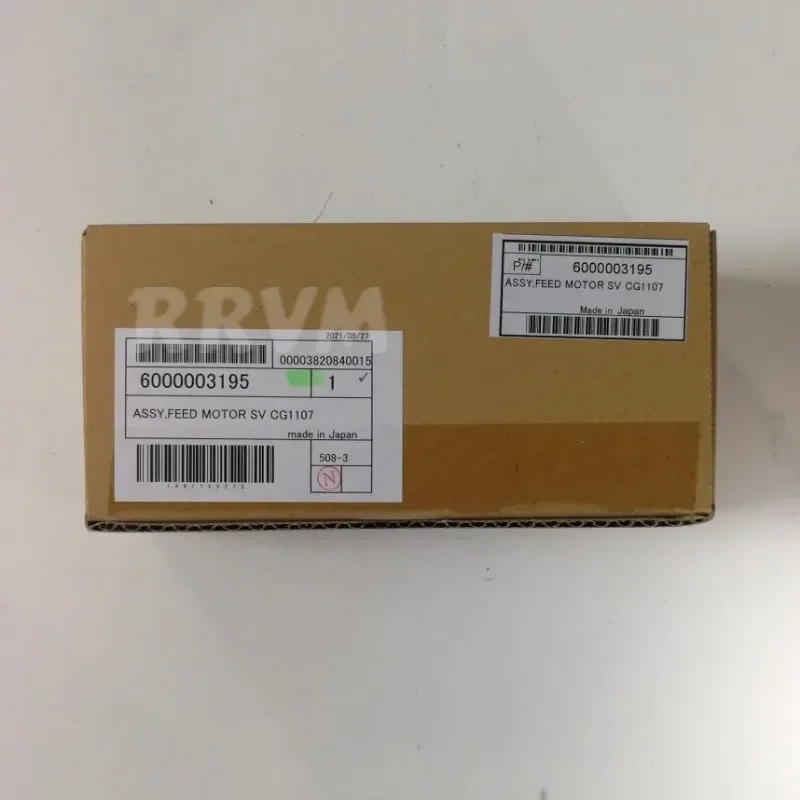 P/# 6000003195
ASSY,FEED MOTOR SV CG1107
Made in Japan
RRVM
2021/08/27
00003820840015
6000003195 1
ASSY,FEED MOTOR SV CG1107
made in Japan
508-3
N